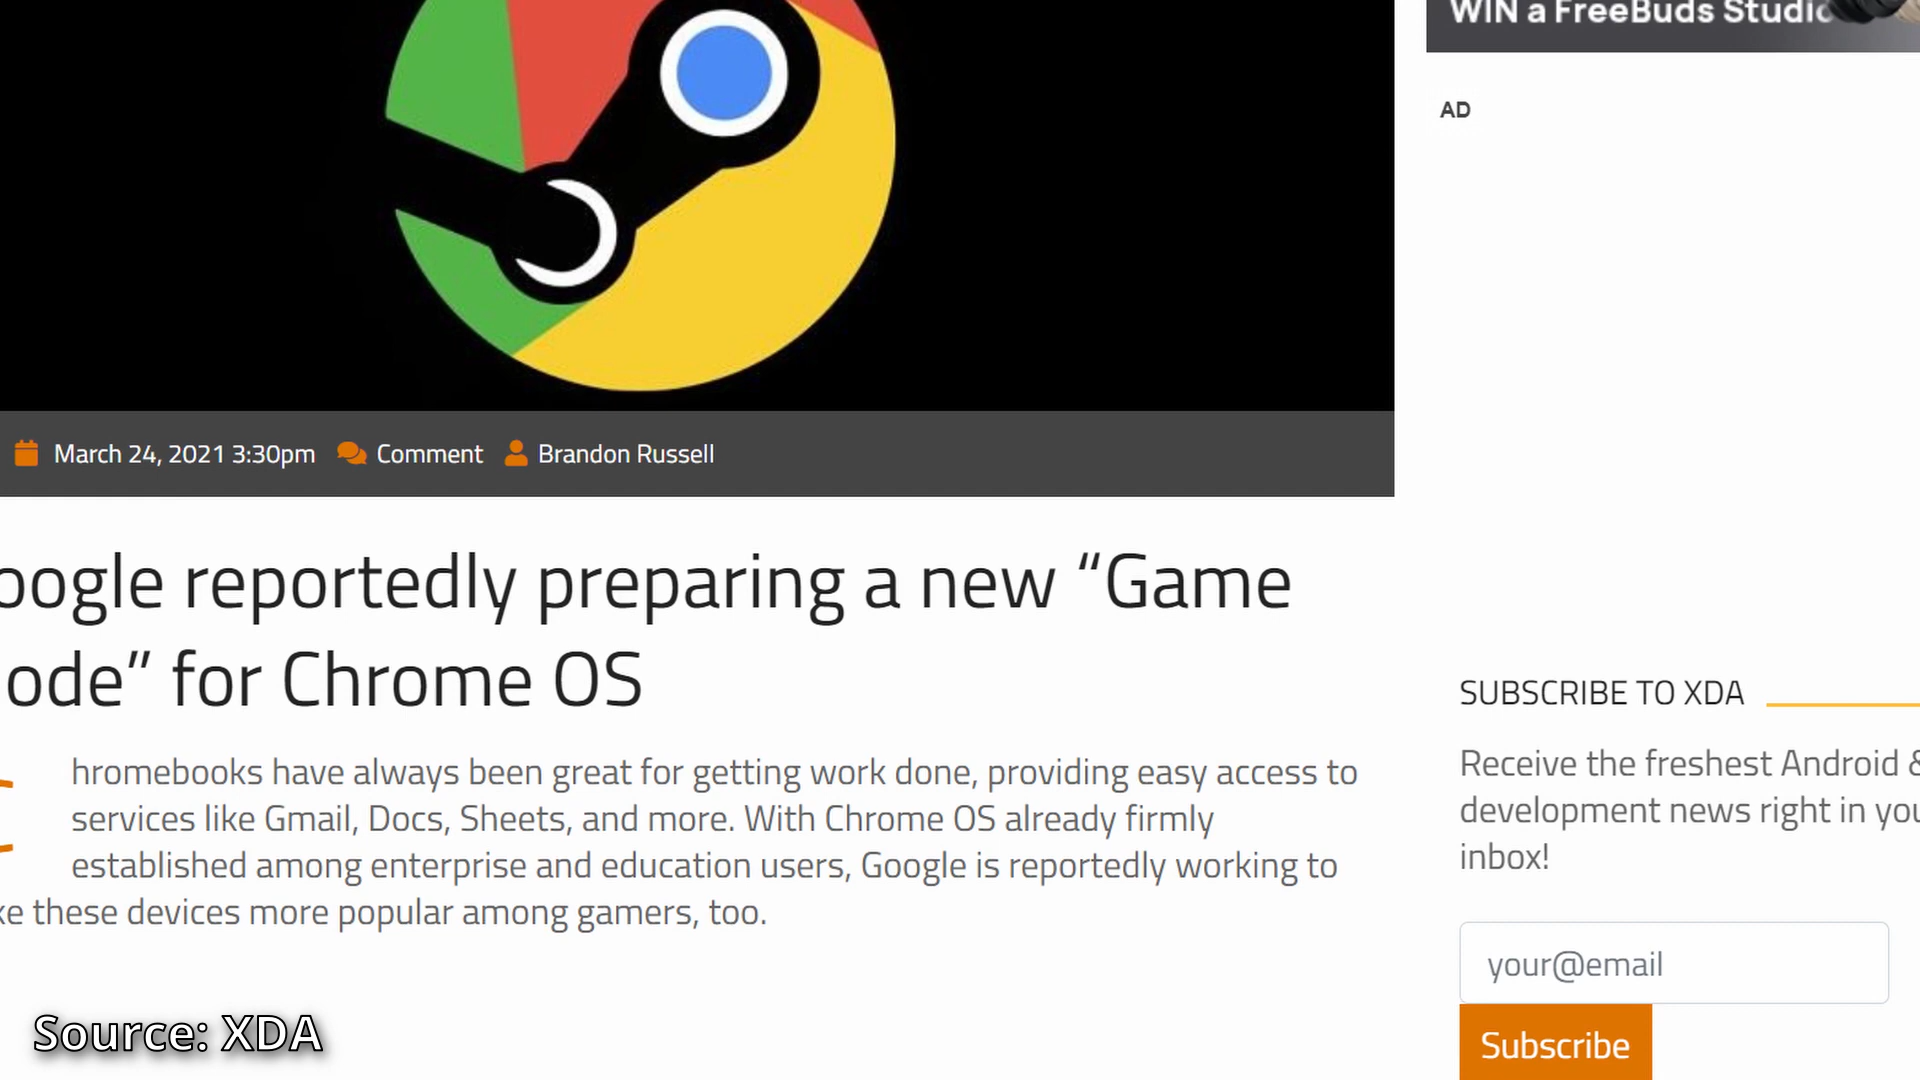 WIN a FreeBuds Studio
AD
March 24, 2021 3:30pm Comment Brandon Russell
oogle reportedly preparing a new “Game
ode” for Chrome OS
hromebooks have always been great for getting work done, providing easy access to
services like Gmail, Docs, Sheets, and more. With Chrome OS already firmly
established among enterprise and education users, Google is reportedly working to
ke these devices more popular among gamers, too.
SUBSCRIBE TO XDA
Receive the freshest Android &
development news right in you
inbox!
your@email
Subscribe
Source: XDA